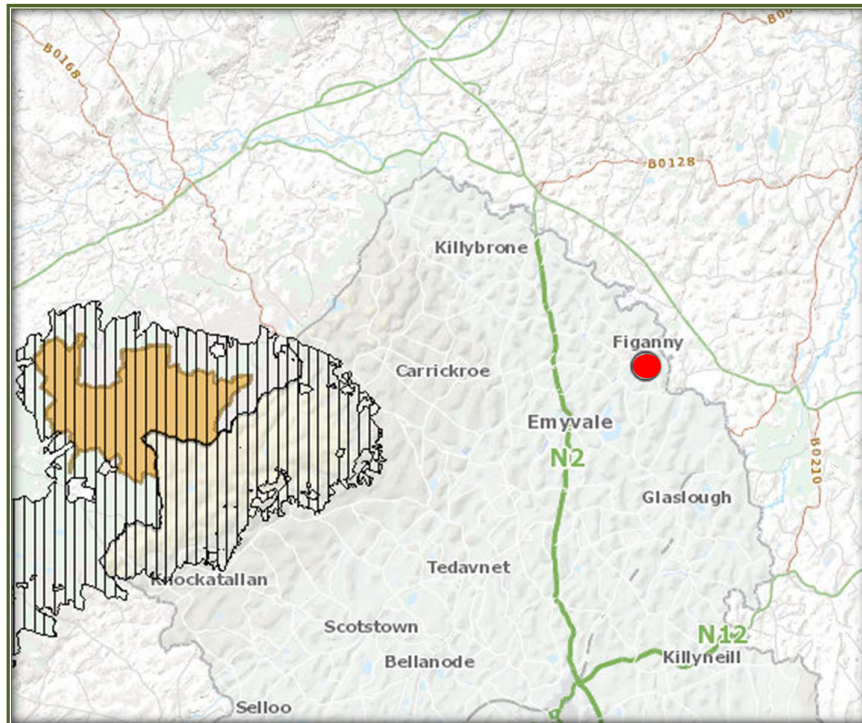 B0168
B0128
Killybrone
Figanny
Carrickroe
Emyvale
N2
B0210
Glaslough
Tedavnet
Knockatallan
Scotstown
N12
Bellanode
Killyneill
Selloo